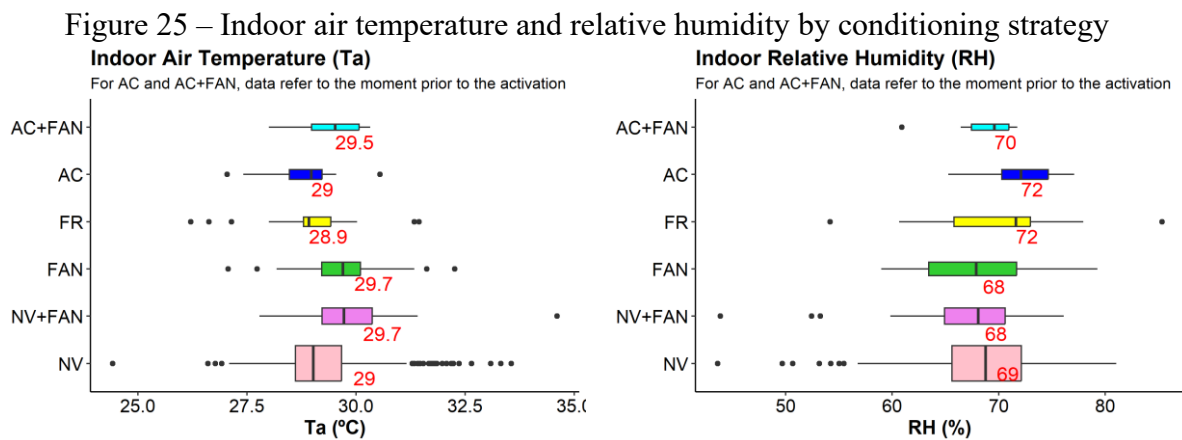 Figure 25 – Indoor air temperature and relative humidity by conditioning strategy
Indoor Air Temperature (Ta)
For AC and AC+FAN, data refer to the moment prior to the activation
AC+FAN
29.5
AC
29
FR
28.9
FAN
29.7
NV+FAN
29.7
NV
29
25.0 27.5 30.0 32.5 35.0
Ta (ºC)
Indoor Relative Humidity (RH)
For AC and AC+FAN, data refer to the moment prior to the activation
AC+FAN
70
AC
72
FR
72
FAN
68
NV+FAN
68
NV
69
50 60 70 80
RH (%)